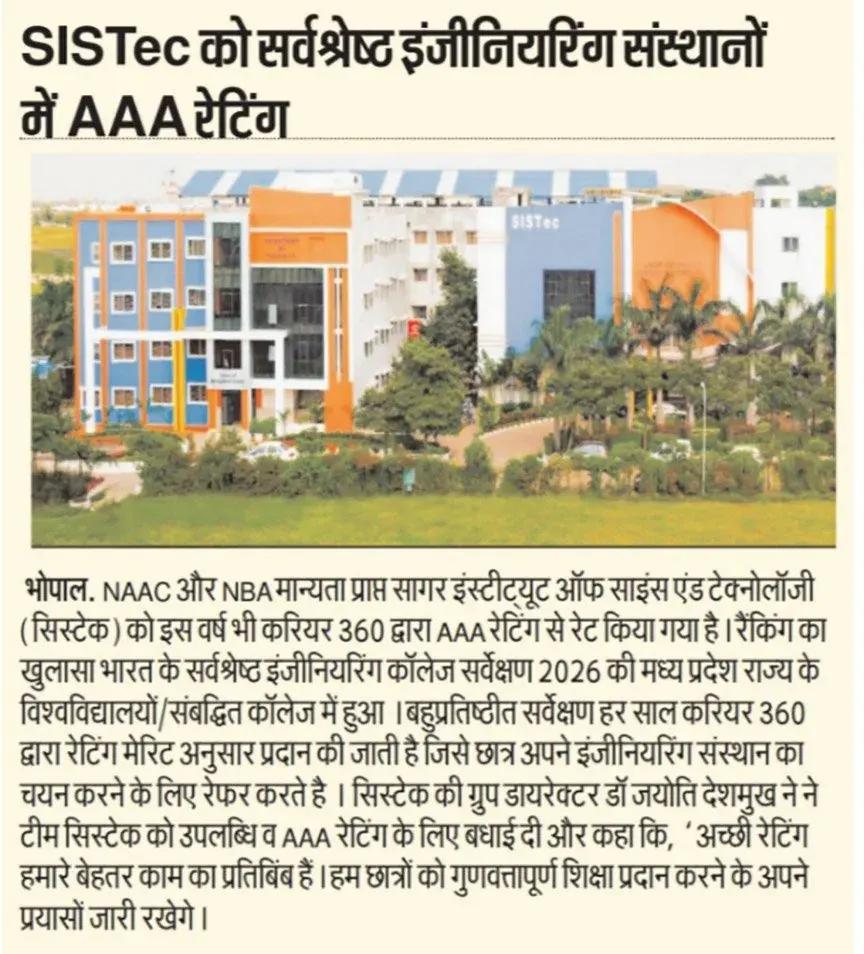 SISTec को सर्वश्रेष्ट इंजीनियरिंग संस्थानों
में AAA रेटिंग
SISTec
भोपाल. NAAC और NBA मान्यता प्राप्त सागर इंस्टीट्यूट ऑफ साइंस एंड टेक्नोलॉजी
(सिस्टेक) को इस वर्ष भी करियर 360 द्वारा AAA रेटिंग से रेट किया गया है। रैंकिंग का
खुलासा भारत के सर्वश्रेष्ठ इंजीनियरिंग कॉलेज सर्वेक्षण 2026 की मध्य प्रदेश राज्य के
विश्वविद्यालयों/संबद्धित कॉलेज में हुआ ।बहुप्रतिष्ठीत सर्वेक्षण हर साल करियर 360
द्वारा रेटिंग मेरिट अनुसार प्रदान की जाती है जिसे छात्र अपने इंजीनियरिंग संस्थान का
चयन करने के लिए रेफर करते है । सिस्टेक की ग्रुप डायरेक्टर डॉ जयोति देशमुख ने ने
टीम सिस्टेक को उपलब्धि व AAA रेटिंग के लिए बधाई दी और कहा कि, ‘अच्छी रेटिंग
हमारे बेहतर काम का प्रतिबिंब हैं।हम छात्रों को गुणवत्तापूर्ण शिक्षा प्रदान करने के अपने
प्रयासों जारी रखेगे।